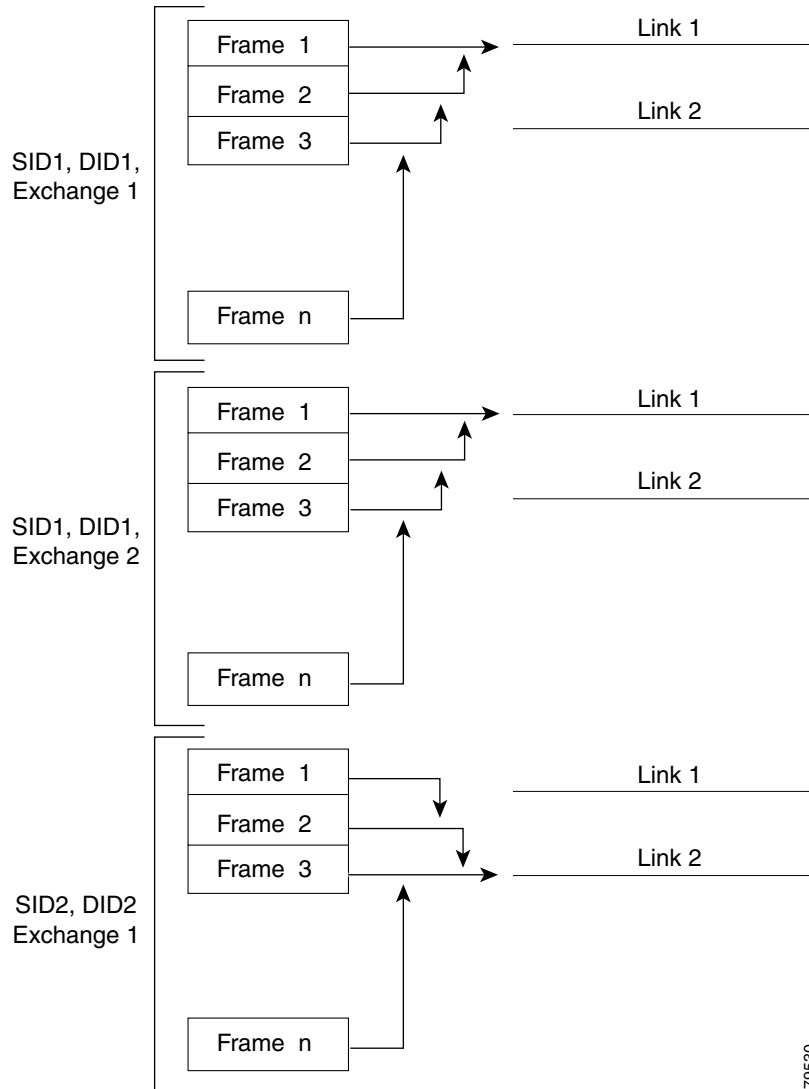 Frame 1
Link 1
Frame 2
Link 2
Frame 3
SID1, DID1,
Exchange 1
Frame n
Frame 1
Link 1
Frame 2
Link 2
Frame 3
SID1, DID1,
Exchange 2
Frame n
Frame 1
Link 1
Frame 2
Link 2
Frame 3
SID2, DID2
Exchange 1
Frame n
79530